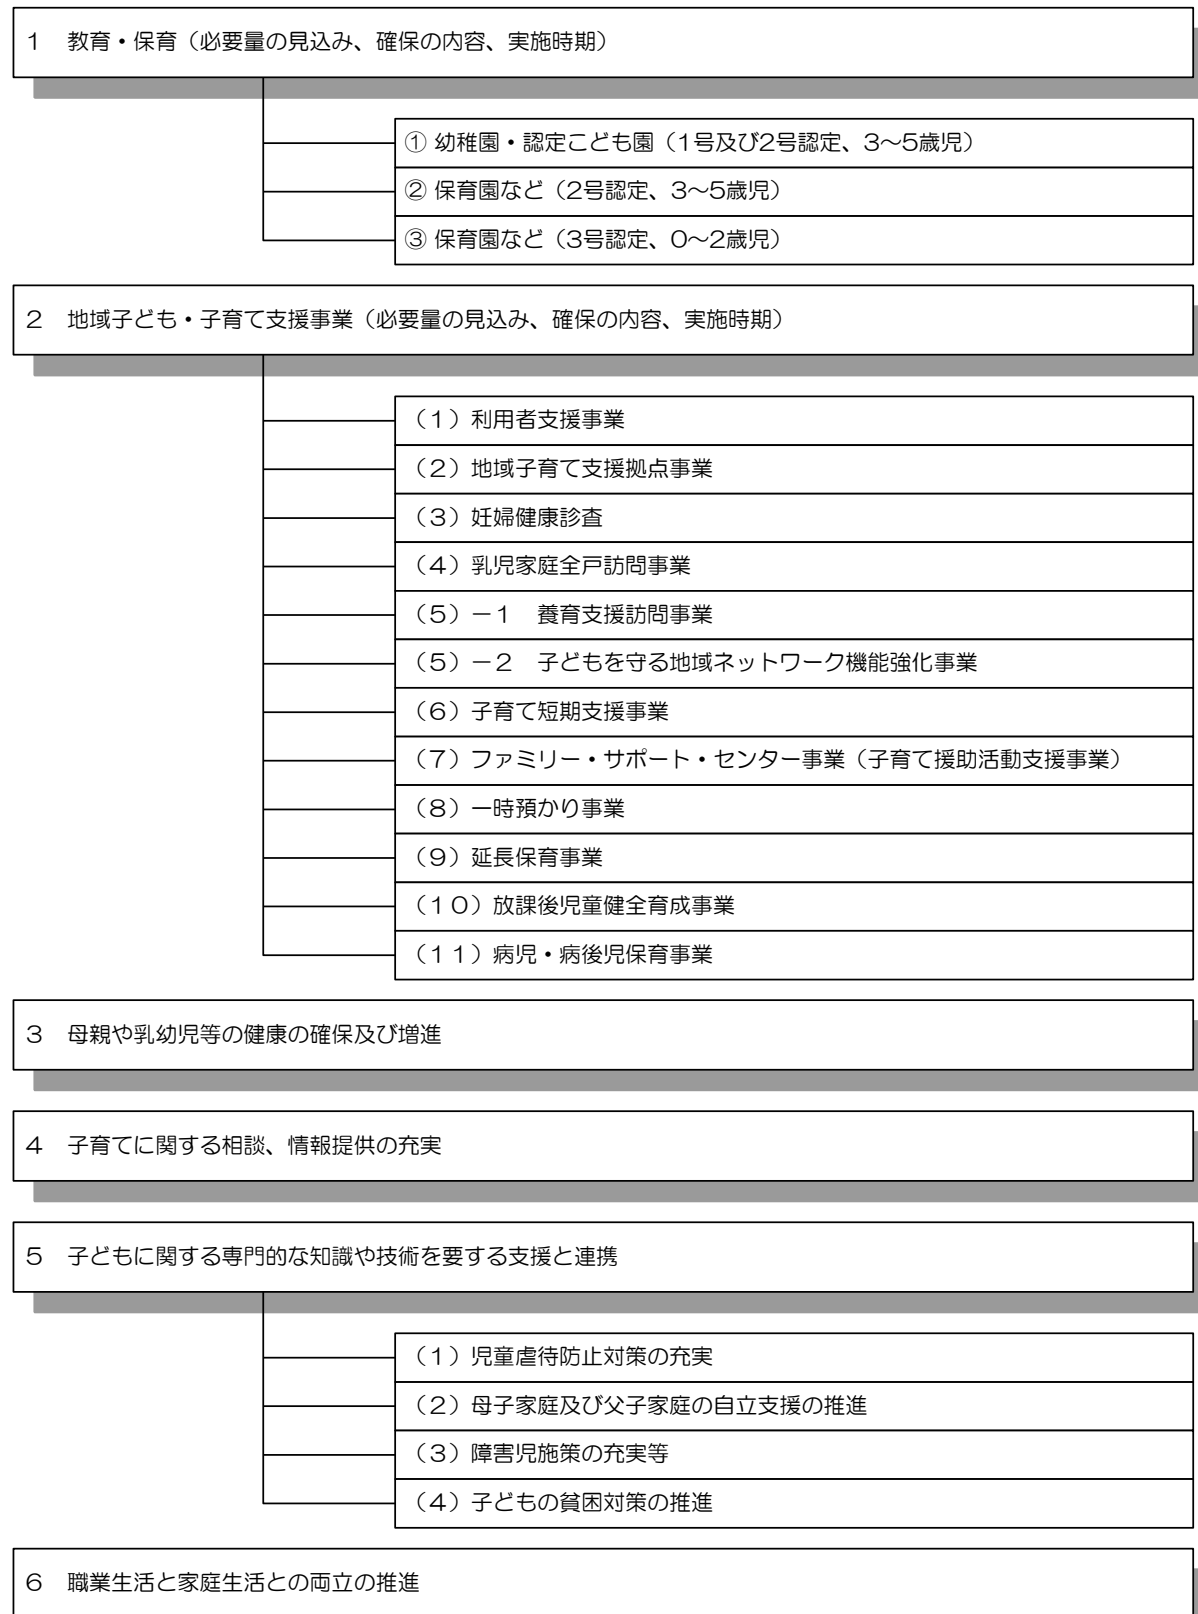 １　教育・保育（必要量の見込み、確保の内容、実施時期）
① 幼稚園・認定こども園（1号及び2号認定、3～5歳児）
② 保育園など（2号認定、3～5歳児）
③ 保育園など（3号認定、0～2歳児）
２　地域子ども・子育て支援事業（必要量の見込み、確保の内容、実施時期）
（１）利用者支援事業
（２）地域子育て支援拠点事業
（３）妊婦健康診査
（４）乳児家庭全戸訪問事業
（５）－１　養育支援訪問事業
（５）－２　子どもを守る地域ネットワーク機能強化事業
（６）子育て短期支援事業
（７）ファミリー・サポート・センター事業（子育て援助活動支援事業）
（８）一時預かり事業
（９）延長保育事業
（１０）放課後児童健全育成事業
（１１）病児・病後児保育事業
３　母親や乳幼児等の健康の確保及び増進
４　子育てに関する相談、情報提供の充実
５　子どもに関する専門的な知識や技術を要する支援と連携
（１）児童虐待防止対策の充実
（２）母子家庭及び父子家庭の自立支援の推進
（３）障害児施策の充実等
（４）子どもの貧困対策の推進
６　職業生活と家庭生活との両立の推進